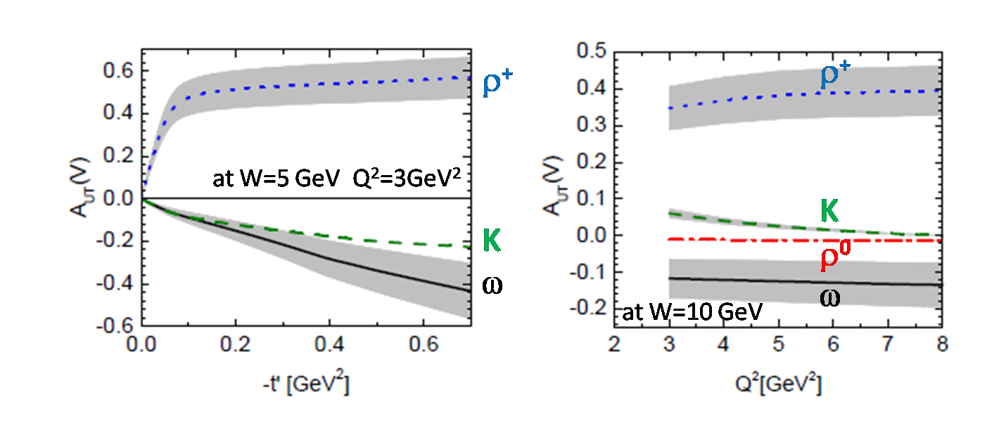 A_UT(V)
0.6
0.4
0.2
0.0
-0.2
-0.4
-0.6
0.0 0.2 0.4 0.6
-t' [GeV²]
at W=5 GeV Q²=3GeV²
ρ⁺
K
ω
A_UT(V)
0.5
0.4
0.3
0.2
0.1
0.0
-0.1
-0.2
2 3 4 5 6 7 8
Q²[GeV²]
ρ⁺
K
ρ⁰
ω
at W=10 GeV